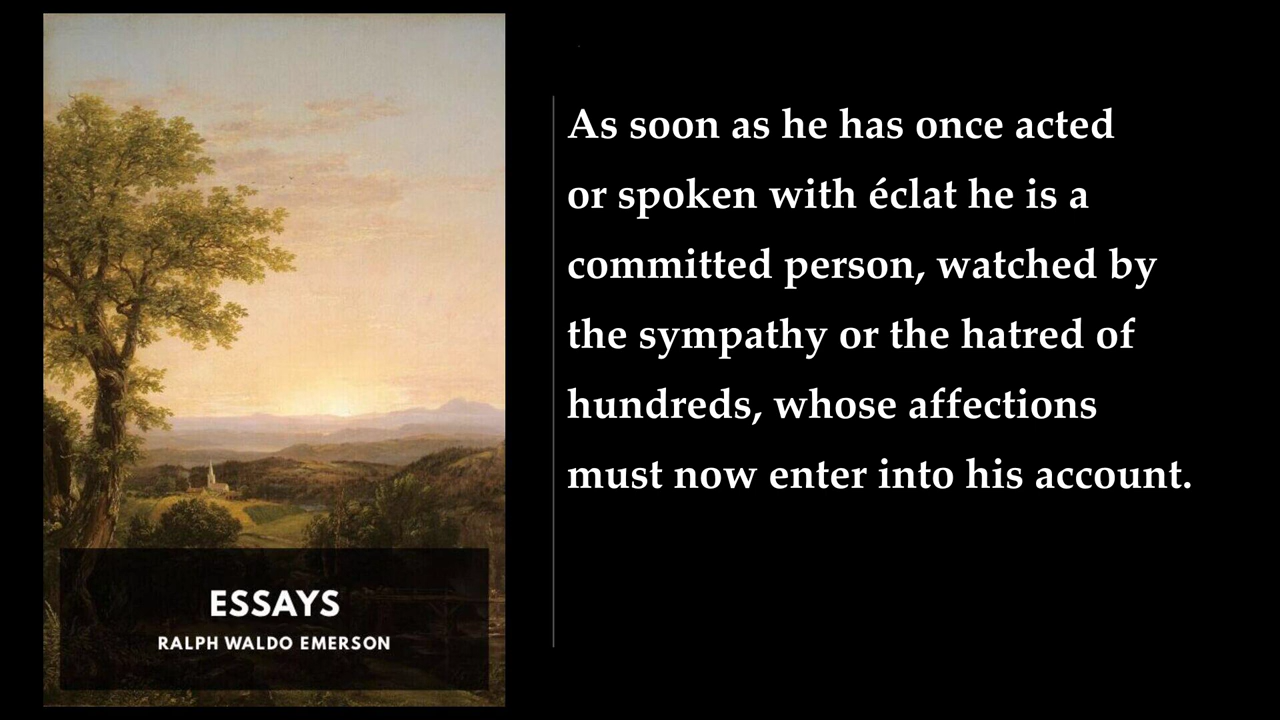 ESSAYS
RALPH WALDO EMERSON
As soon as he has once acted
or spoken with éclat he is a
committed person, watched by
the sympathy or the hatred of
hundreds, whose affections
must now enter into his account.